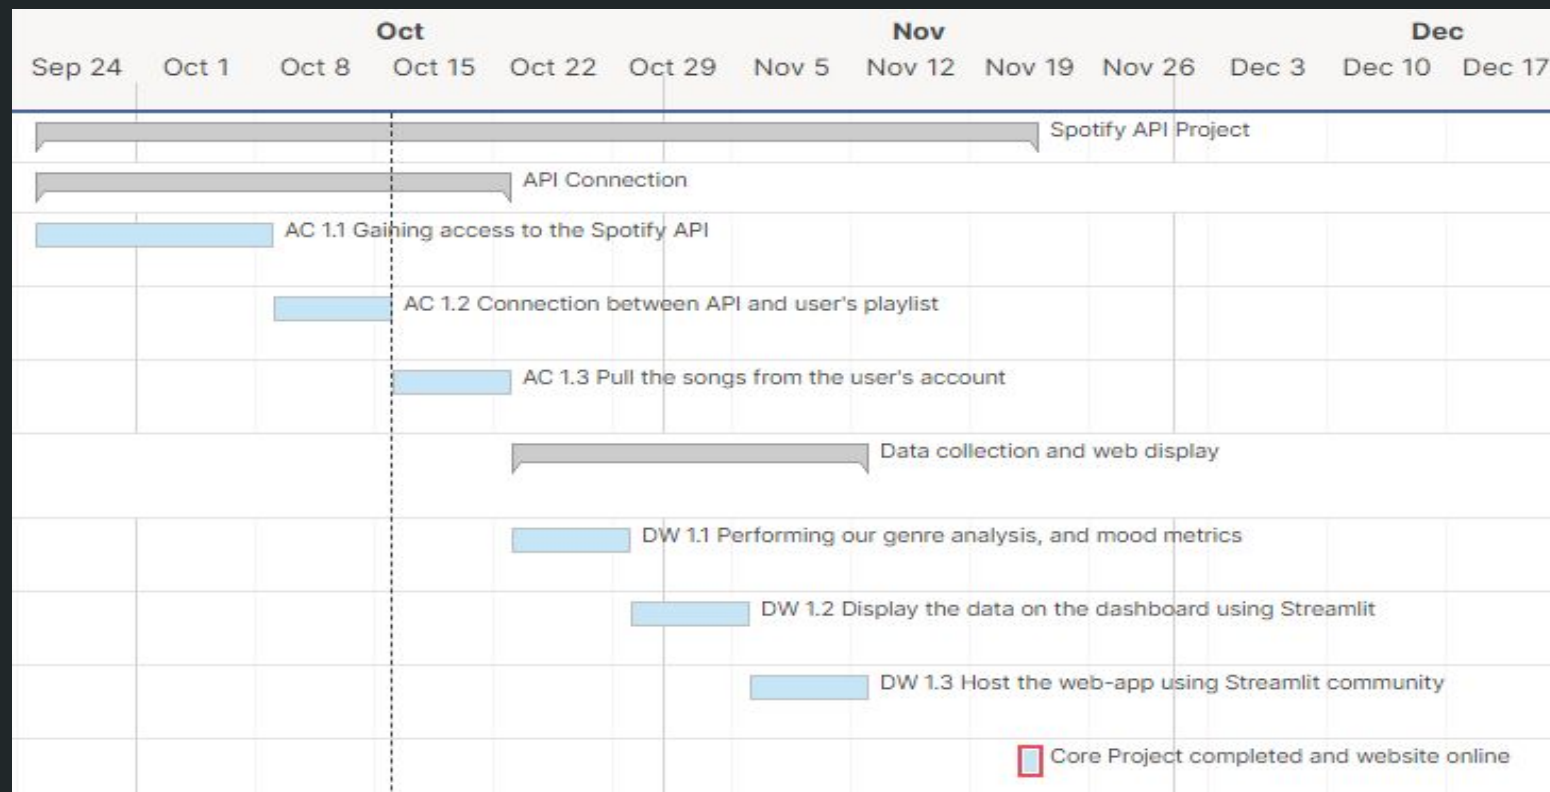 Oct Nov Dec
Sep 24 Oct 1 Oct 8 Oct 15 Oct 22 Oct 29 Nov 5 Nov 12 Nov 19 Nov 26 Dec 3 Dec 10 Dec 17
Spotify API Project
API Connection
AC 1.1 Gaining access to the Spotify API
AC 1.2 Connection between API and user's playlist
AC 1.3 Pull the songs from the user's account
Data collection and web display
DW 1.1 Performing our genre analysis, and mood metrics
DW 1.2 Display the data on the dashboard using Streamlit
DW 1.3 Host the web-app using Streamlit community
Core Project completed and website online